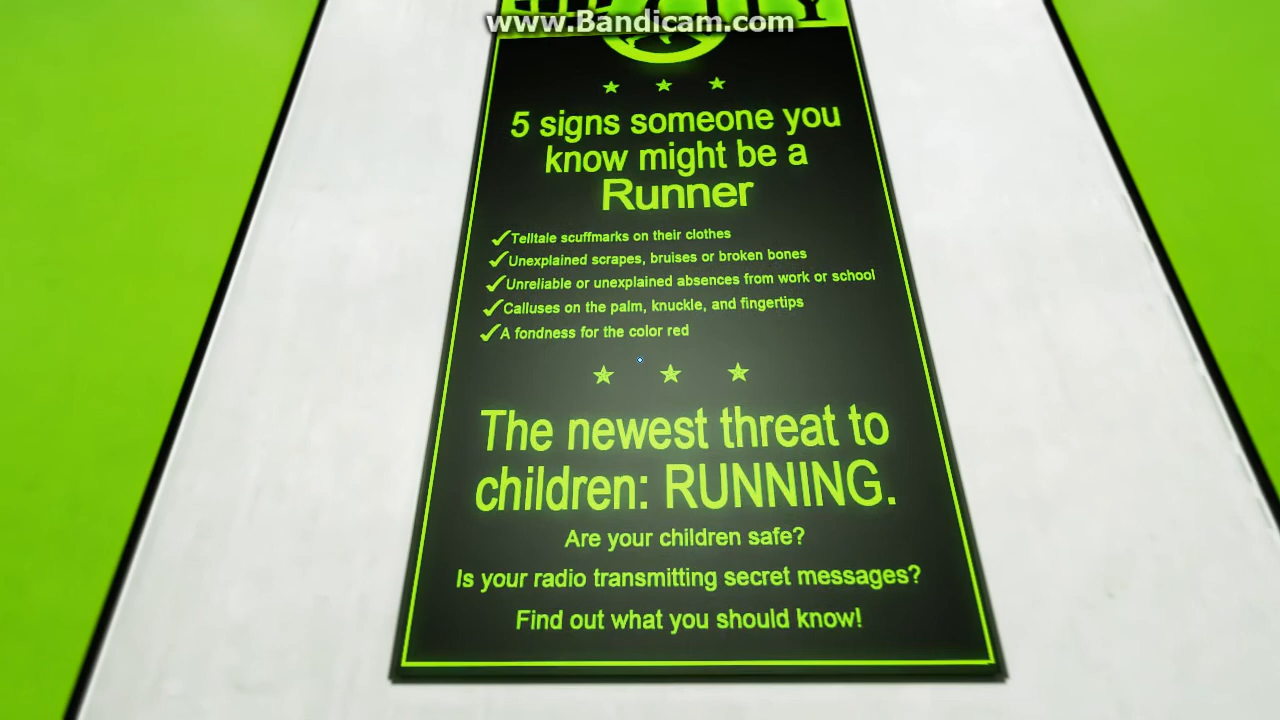 www.Bandicam.com
5 signs someone you
know might be a
Runner
Telltale scuffmarks on their clothes
Unexplained scrapes, bruises or broken bones
Unreliable or unexplained absences from work or school
Calluses on the palm, knuckle, and fingertips
A fondness for the color red
The newest threat to
children: RUNNING.
Are your children safe?
Is your radio transmitting secret messages?
Find out what you should know!